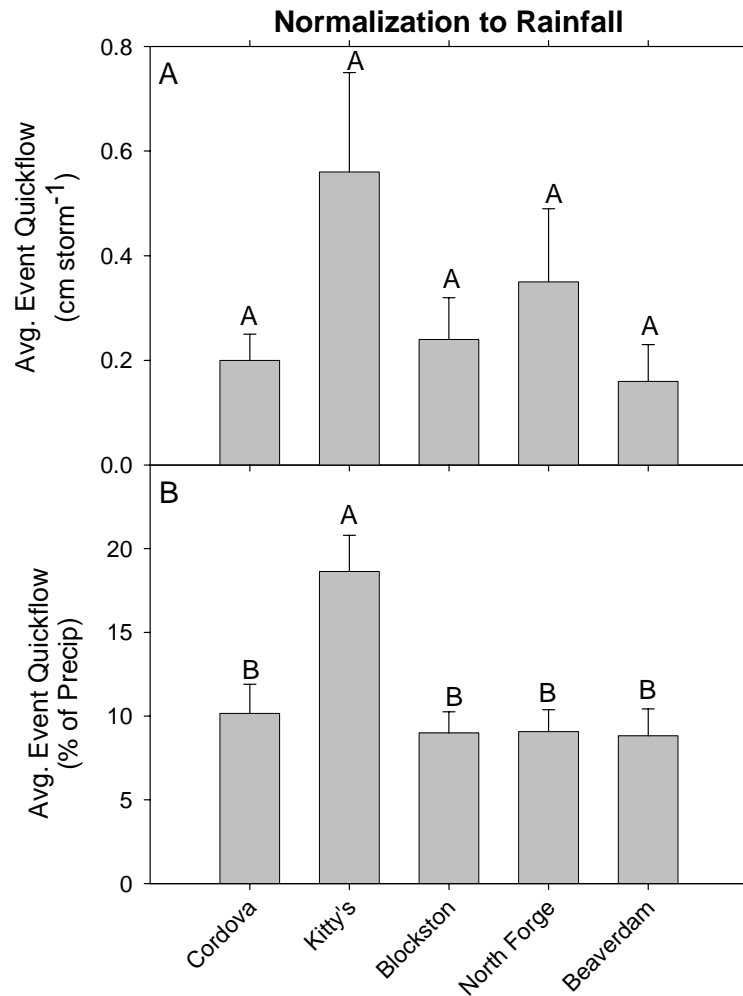 Normalization to Rainfall
A
Avg. Event Quickflow
(cm storm-1)
0.8
0.6
0.4
0.2
0.0
A
A
A
A
A
B
Avg. Event Quickflow
(% of Precip)
20
15
10
5
0
B
A
B
B
B
Cordova
Kitty's
Blockston
North Forge
Beaverdam